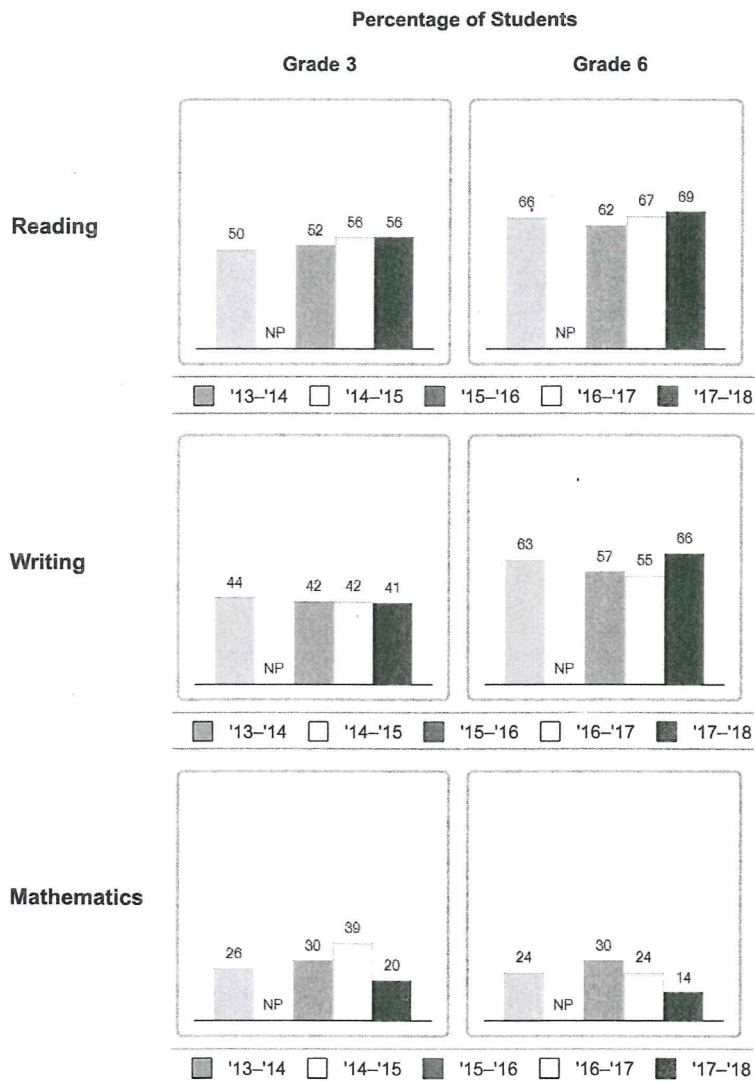 Percentage of Students
Grade 3 Grade 6
Reading
50 NP 52 56 56
66 NP 62 67 69
'13–'14 '14–'15 '15–'16 '16–'17 '17–'18
Writing
44 NP 42 42 41
63 NP 57 55 66
'13–'14 '14–'15 '15–'16 '16–'17 '17–'18
Mathematics
26 NP 30 39 20
24 NP 30 24 14
'13–'14 '14–'15 '15–'16 '16–'17 '17–'18